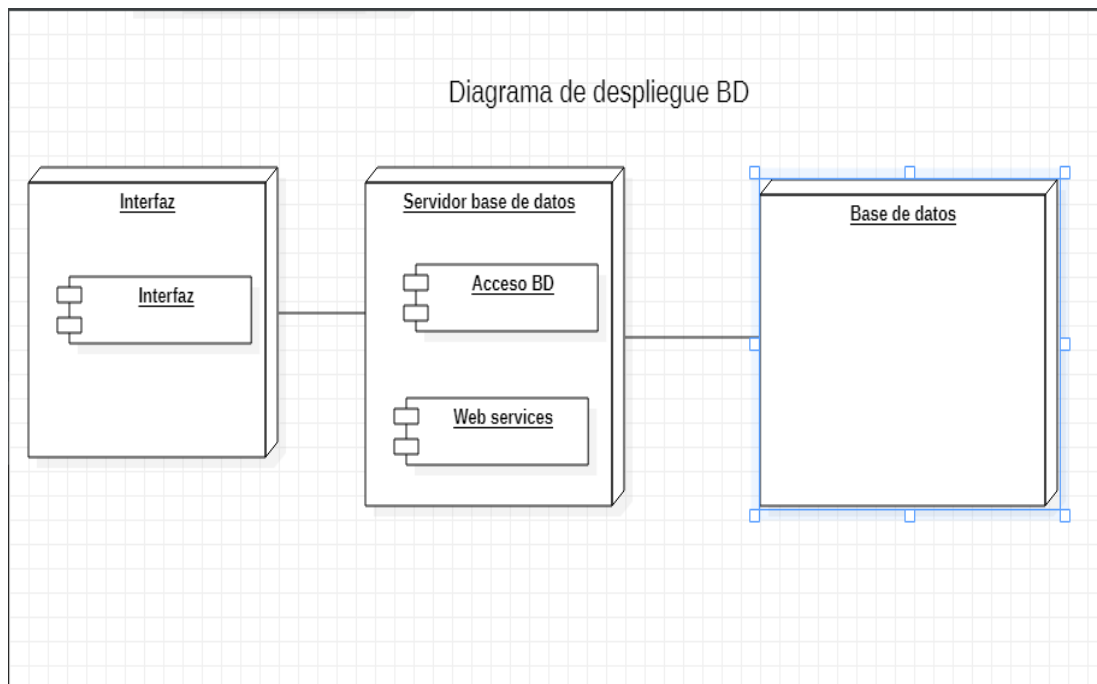 Diagrama de despliegue BD
Interfaz
Interfaz
Servidor base de datos
Acceso BD
Web services
Base de datos